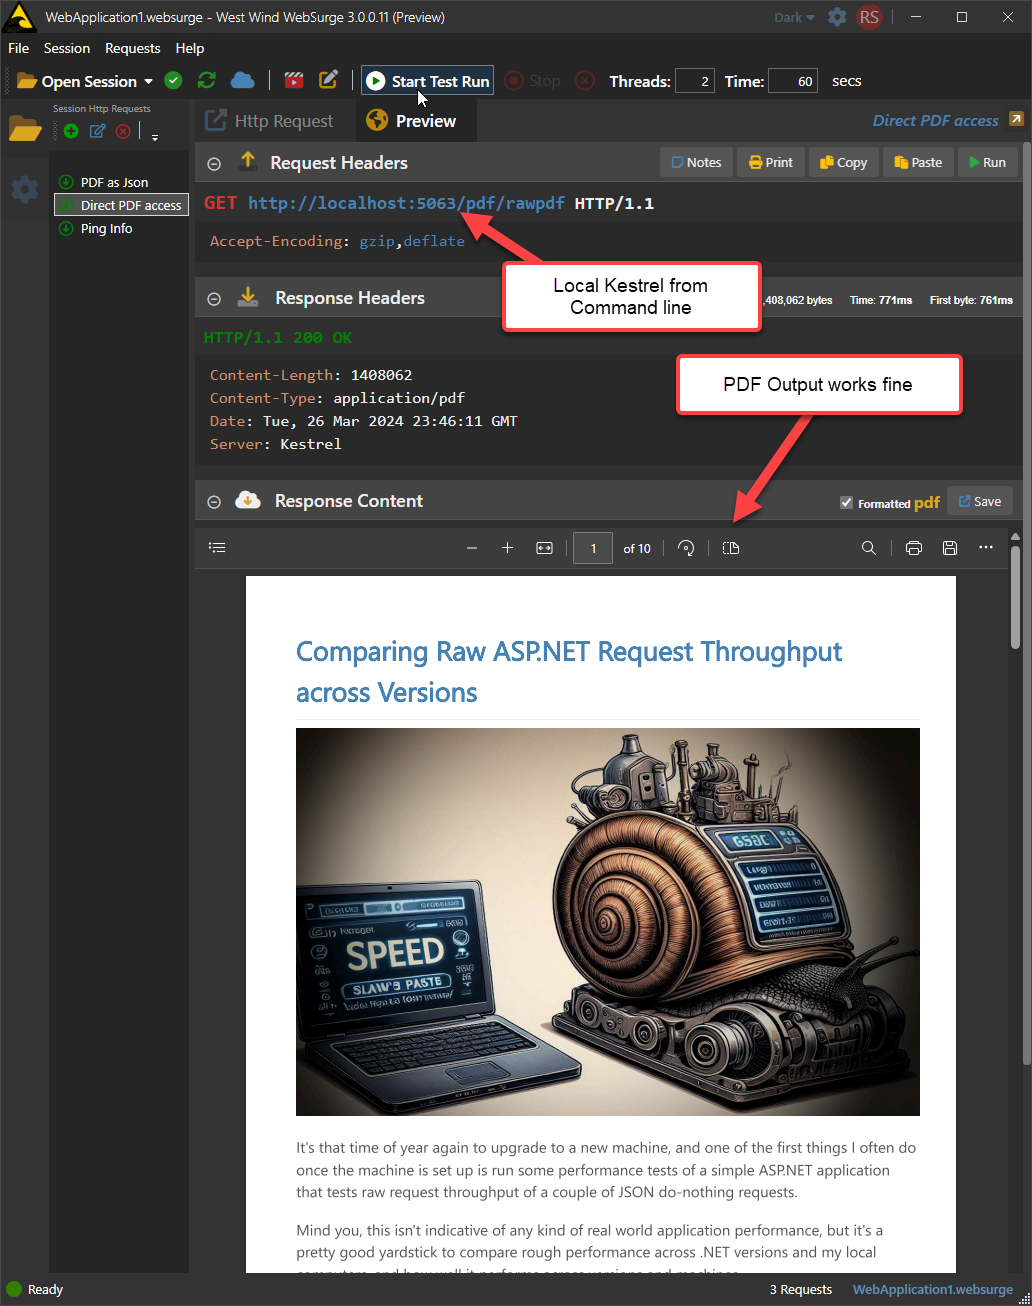 WebApplication1.websurge - West Wind WebSurge 3.0.0.11 (Preview)
Dark
RS
File Session Requests Help
Open Session
Start Test Run
Stop
Threads: 2 Time: 60 secs
Session Http Requests
Http Request
Preview
Direct PDF access
PDF as Json
Direct PDF access
Ping Info
Request Headers
Notes Print Copy Paste Run
GET http://localhost:5063/pdf/rawpdf HTTP/1.1
Accept-Encoding: gzip,deflate
Local Kestrel from
Command line
Response Headers
,408,062 bytes Time: 771ms First byte: 761ms
HTTP/1.1 200 OK
Content-Length: 1408062
Content-Type: application/pdf
Date: Tue, 26 Mar 2024 23:46:11 GMT
Server: Kestrel
PDF Output works fine
Response Content
Formatted pdf
Save
1 of 10
Comparing Raw ASP.NET Request Throughput
across Versions
SPEED
It's that time of year again to upgrade to a new machine, and one of the first things I often do
once the machine is set up is run some performance tests of a simple ASP.NET application
that tests raw request throughput of a couple of JSON do-nothing requests.
Mind you, this isn't indicative of any kind of real world application performance, but it's a
pretty good yardstick to compare rough performance across .NET versions and my local
Ready
3 Requests
WebApplication1.websurge